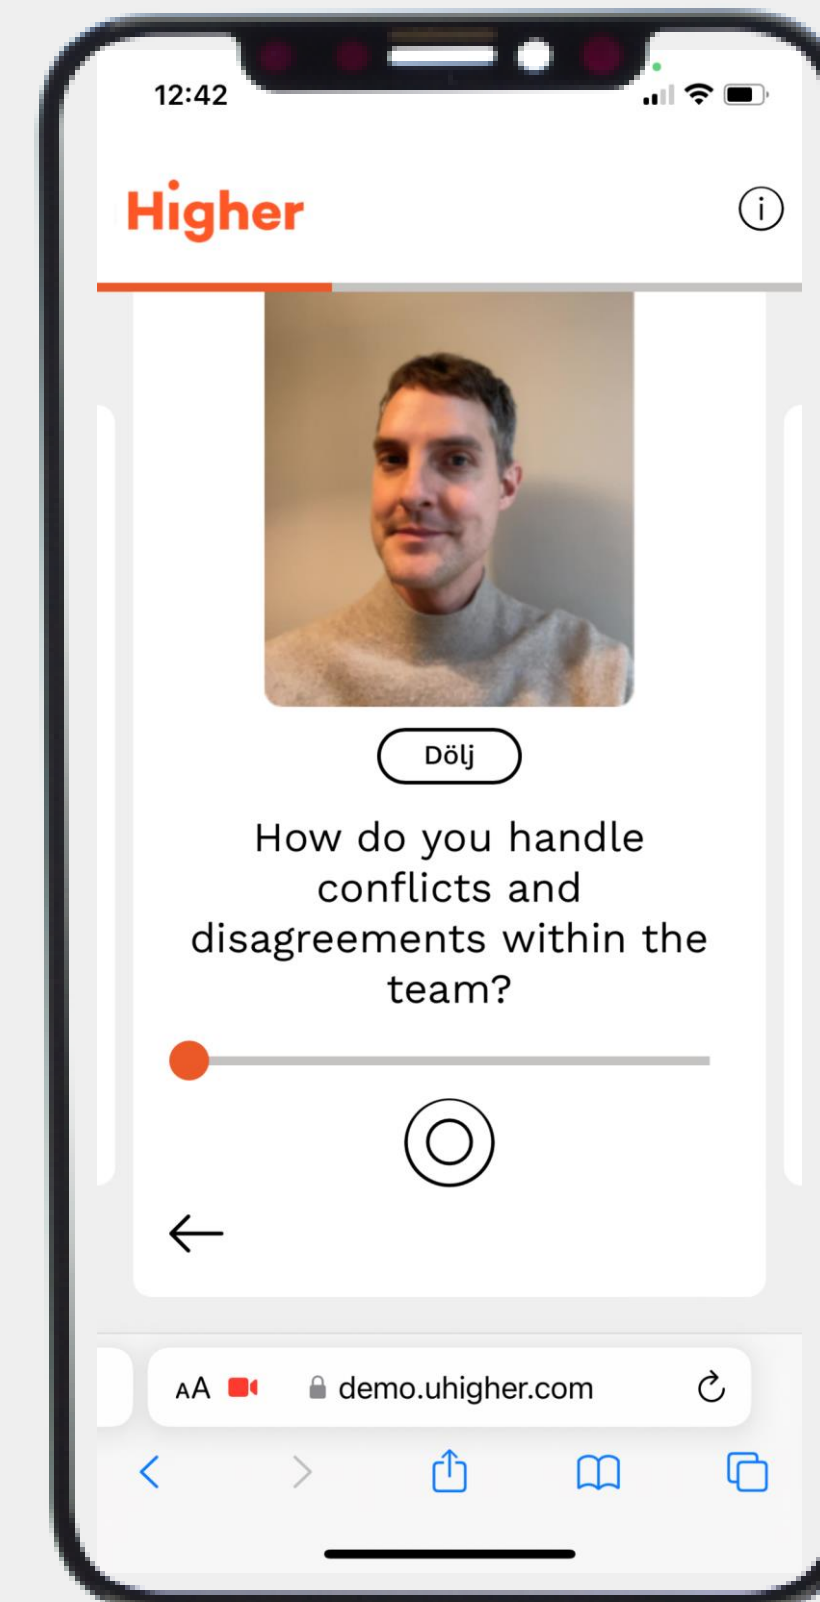 12:42
Higher
i
Dölj
How do you handle
conflicts and
disagreements within the
team?
AA demo.uhigher.com